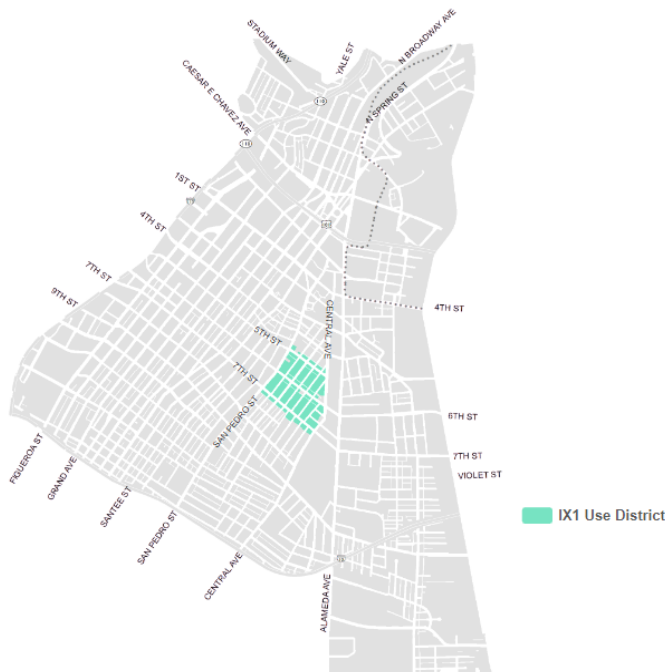 N BROADWAY AVE
STADIUM WAY
YALE ST
CAESAR E CHAVEZ AVE
110
N SPRING ST
110
1ST ST
4TH ST
7TH ST
9TH ST
4TH ST
CENTRAL AVE
5TH ST
7TH ST
SAN PEDRO ST
6TH ST
7TH ST
VIOLET ST
FIGUEROA ST
GRAND AVE
SANTEE ST
SAN PEDRO ST
CENTRAL AVE
ALAMEDA AVE
IX1 Use District